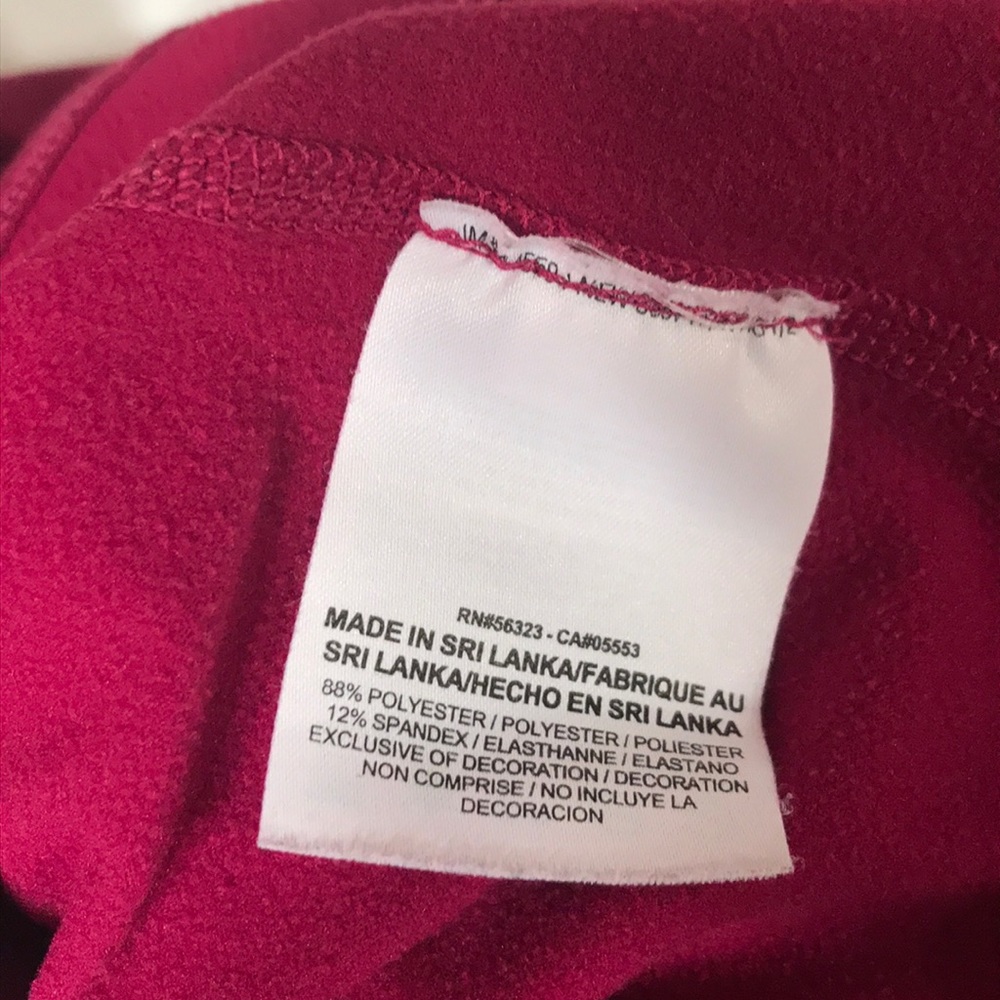 RN#56323 - CA#05553
MADE IN SRI LANKA/FABRIQUE AU
SRI LANKA/HECHO EN SRI LANKA
88% POLYESTER / POLYESTER / POLIESTER
12% SPANDEX / ELASTHANNE / ELASTANO
EXCLUSIVE OF DECORATION / DECORATION
NON COMPRISE / NO INCLUYE LA
DECORACION